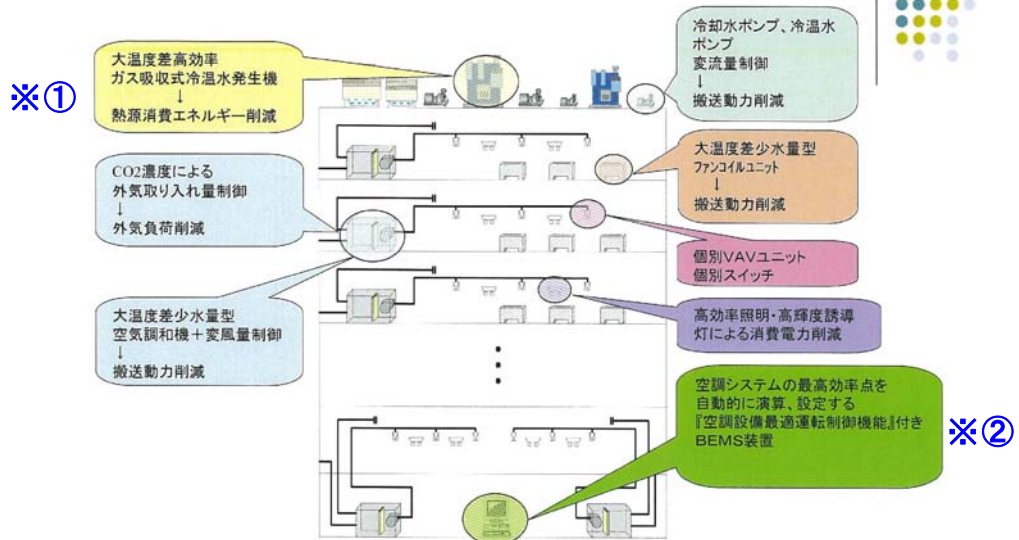 ※①
大温度差高効率
ガス吸収式冷温水発生機
↓
熱源消費エネルギー削減
冷却水ポンプ、冷温水
ポンプ
変流量制御
↓
搬送動力削減
CO2濃度による
外気取り入れ量制御
↓
外気負荷削減
大温度差少水量型
ファンコイルユニット
↓
搬送動力削減
個別VAVユニット
個別スイッチ
大温度差少水量型
空気調和機＋変風量制御
↓
搬送動力削減
高効率照明・高輝度誘導
灯による消費電力削減
空調システムの最高効率点を
自動的に演算、設定する
『空調設備最適運転制御機能』付き
BEMS装置
※②